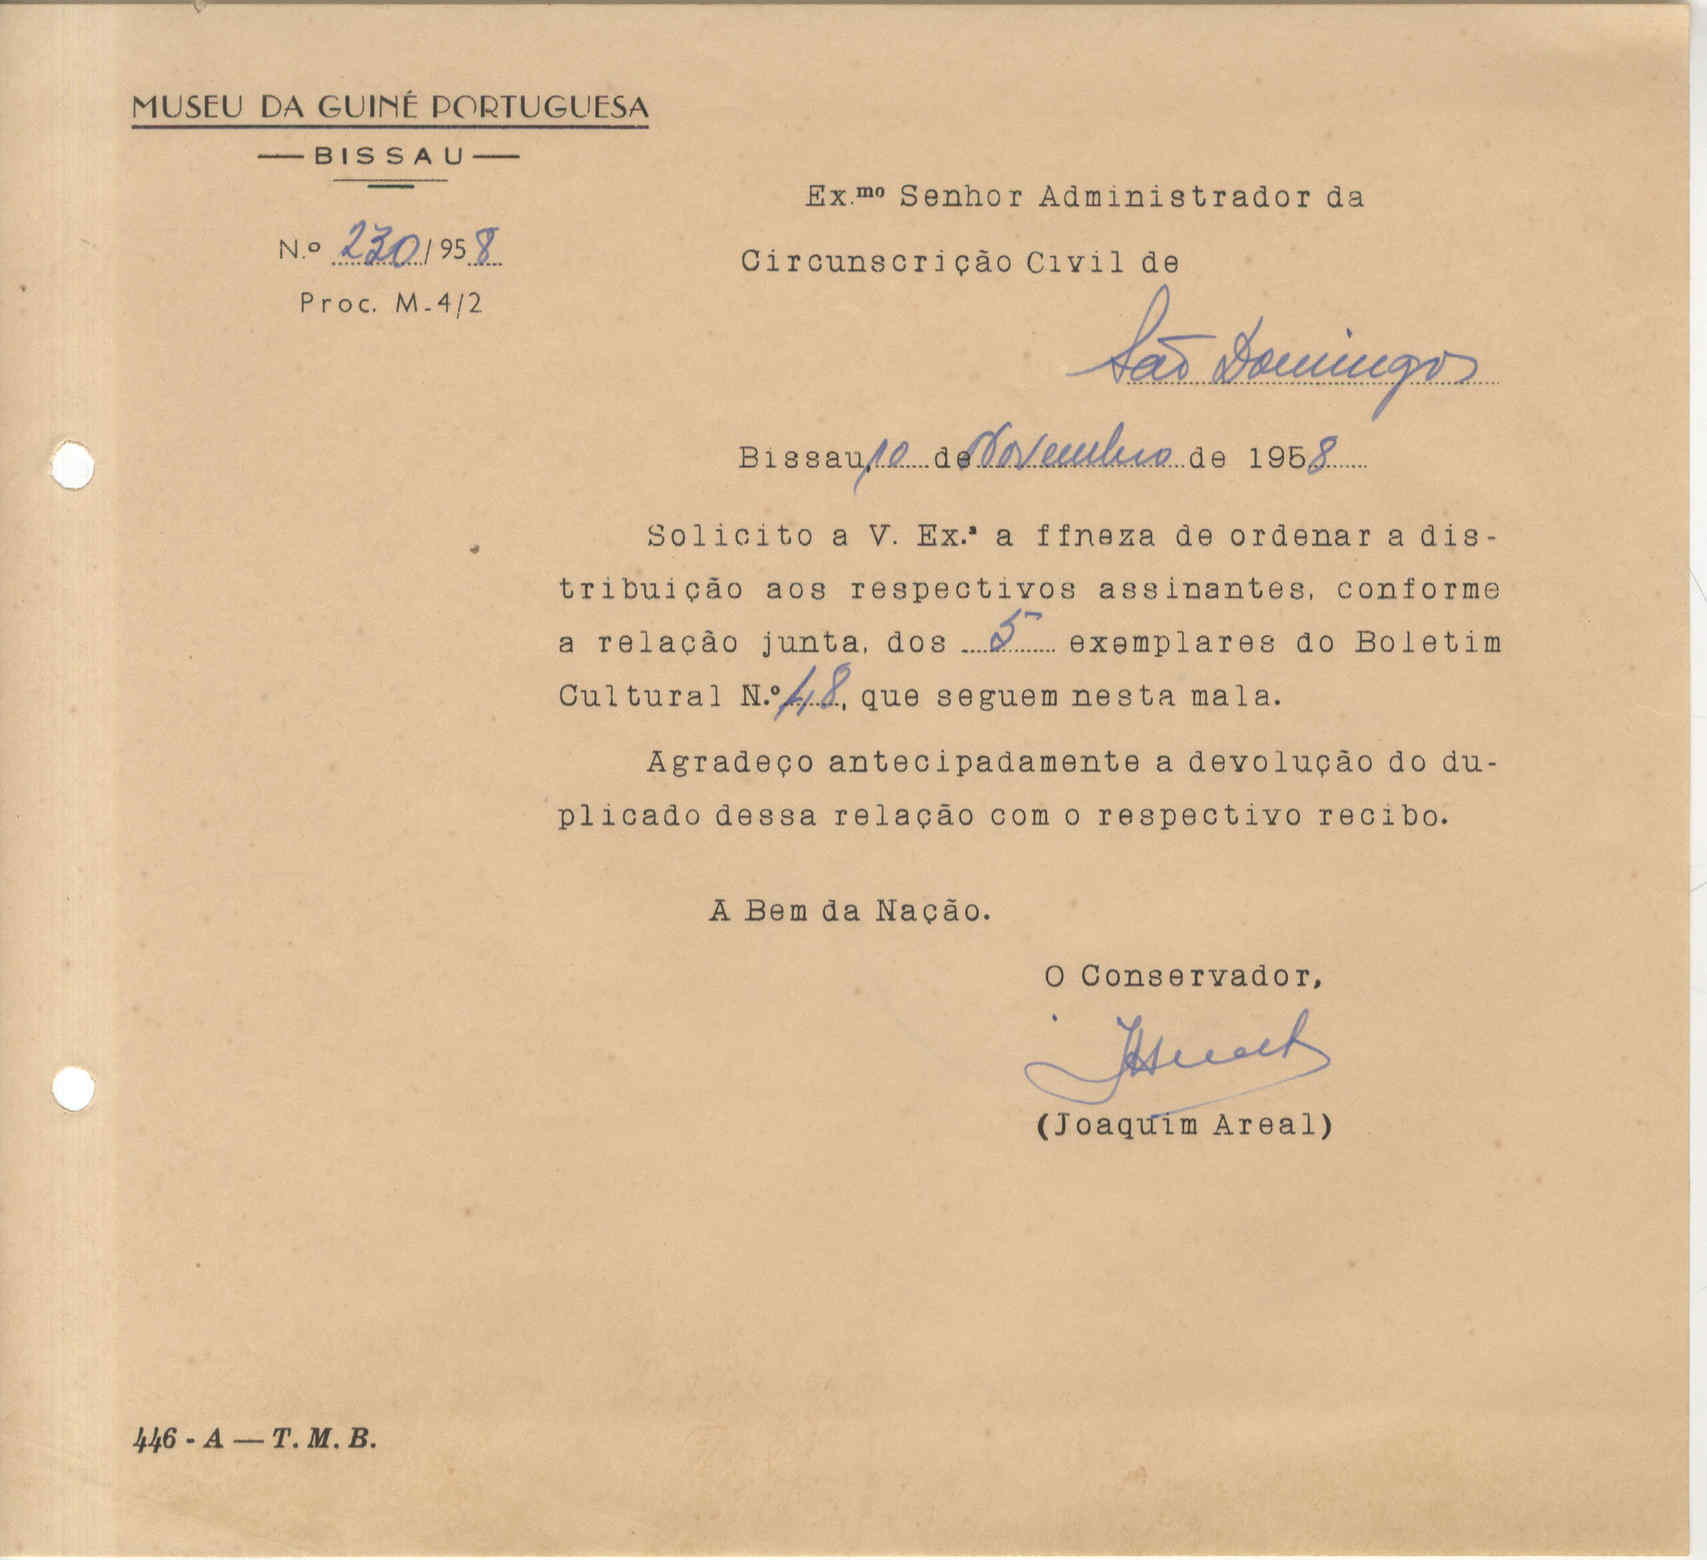 MUSEU DA GUINÉ PORTUGUESA
— BISSAU —
N.º 230/958
Proc. M-4/2
Ex.mo Senhor Administrador da
Circunscrição Civil de
São Domingos
Bissau, 10 de Novembro de 1958
Solicito a V. Ex.ª a ffneza de ordenar a dis-
tribuição aos respectivos assinantes, conforme
a relação junta, dos 5 exemplares do Boletim
Cultural N.º 48, que seguem nesta mala.
Agradeço antecipadamente a devolução do du-
plicado dessa relação com o respectivo recibo.
A Bem da Nação.
O Conservador,
(Joaquim Areal)
446 - A — T. M. B.